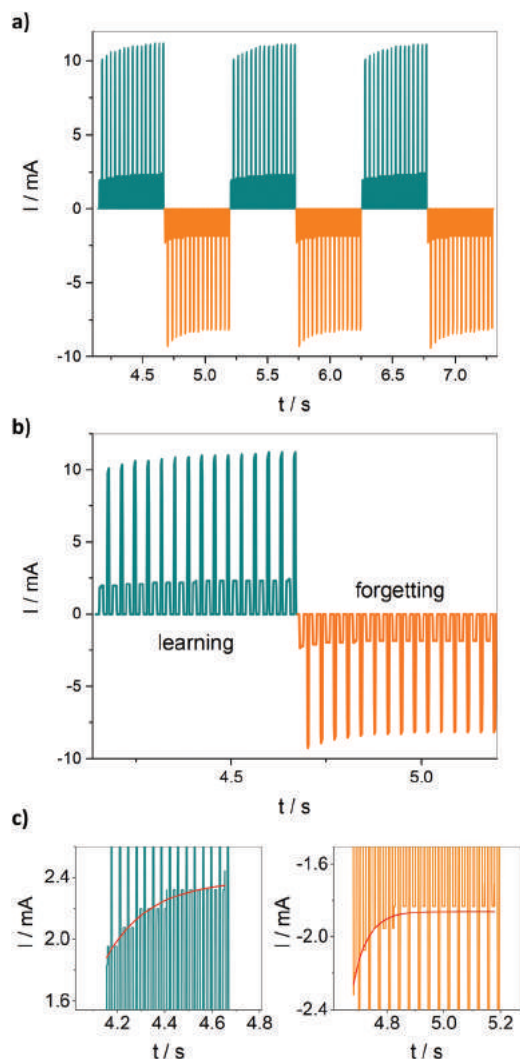 a)
10
5
0
-5
-10
I / mA
4.5 5.0 5.5 6.0 6.5 7.0
t / s
b)
10
5
0
-5
-10
I / mA
learning
forgetting
4.5 5.0
t / s
c)
2.4
2.0
1.6
I / mA
4.2 4.4 4.6 4.8
t / s
-1.6
-2.0
-2.4
I / mA
4.8 5.0 5.2
t / s